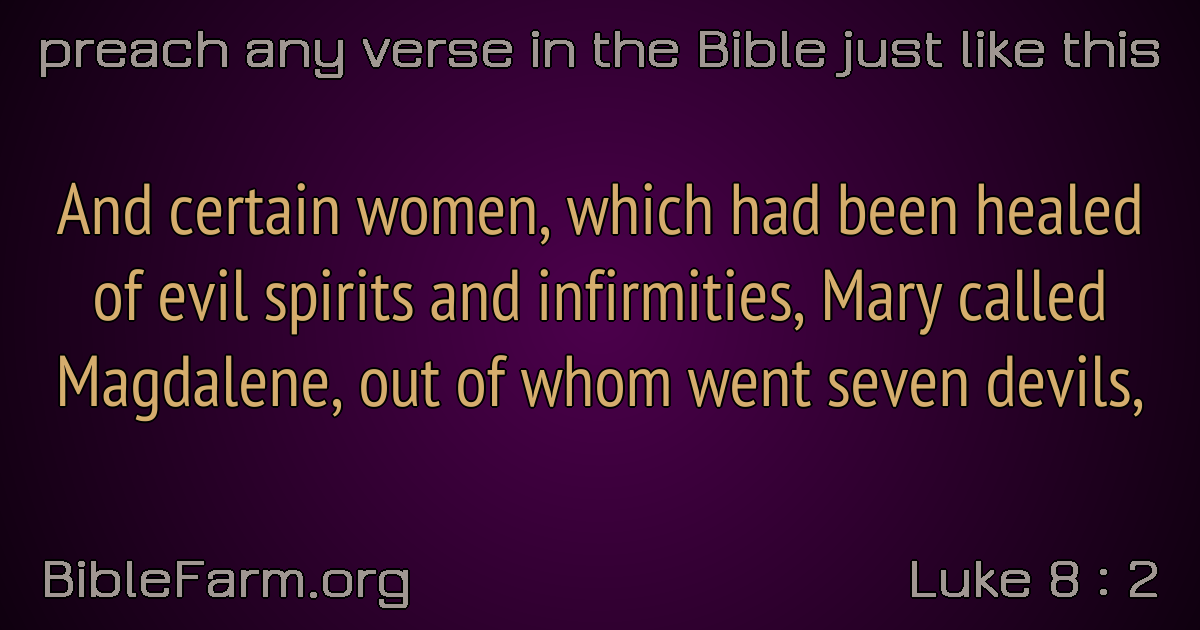 preach any verse in the Bible just like this
And certain women, which had been healed
of evil spirits and infirmities, Mary called
Magdalene, out of whom went seven devils,
BibleFarm.org
Luke 8 : 2